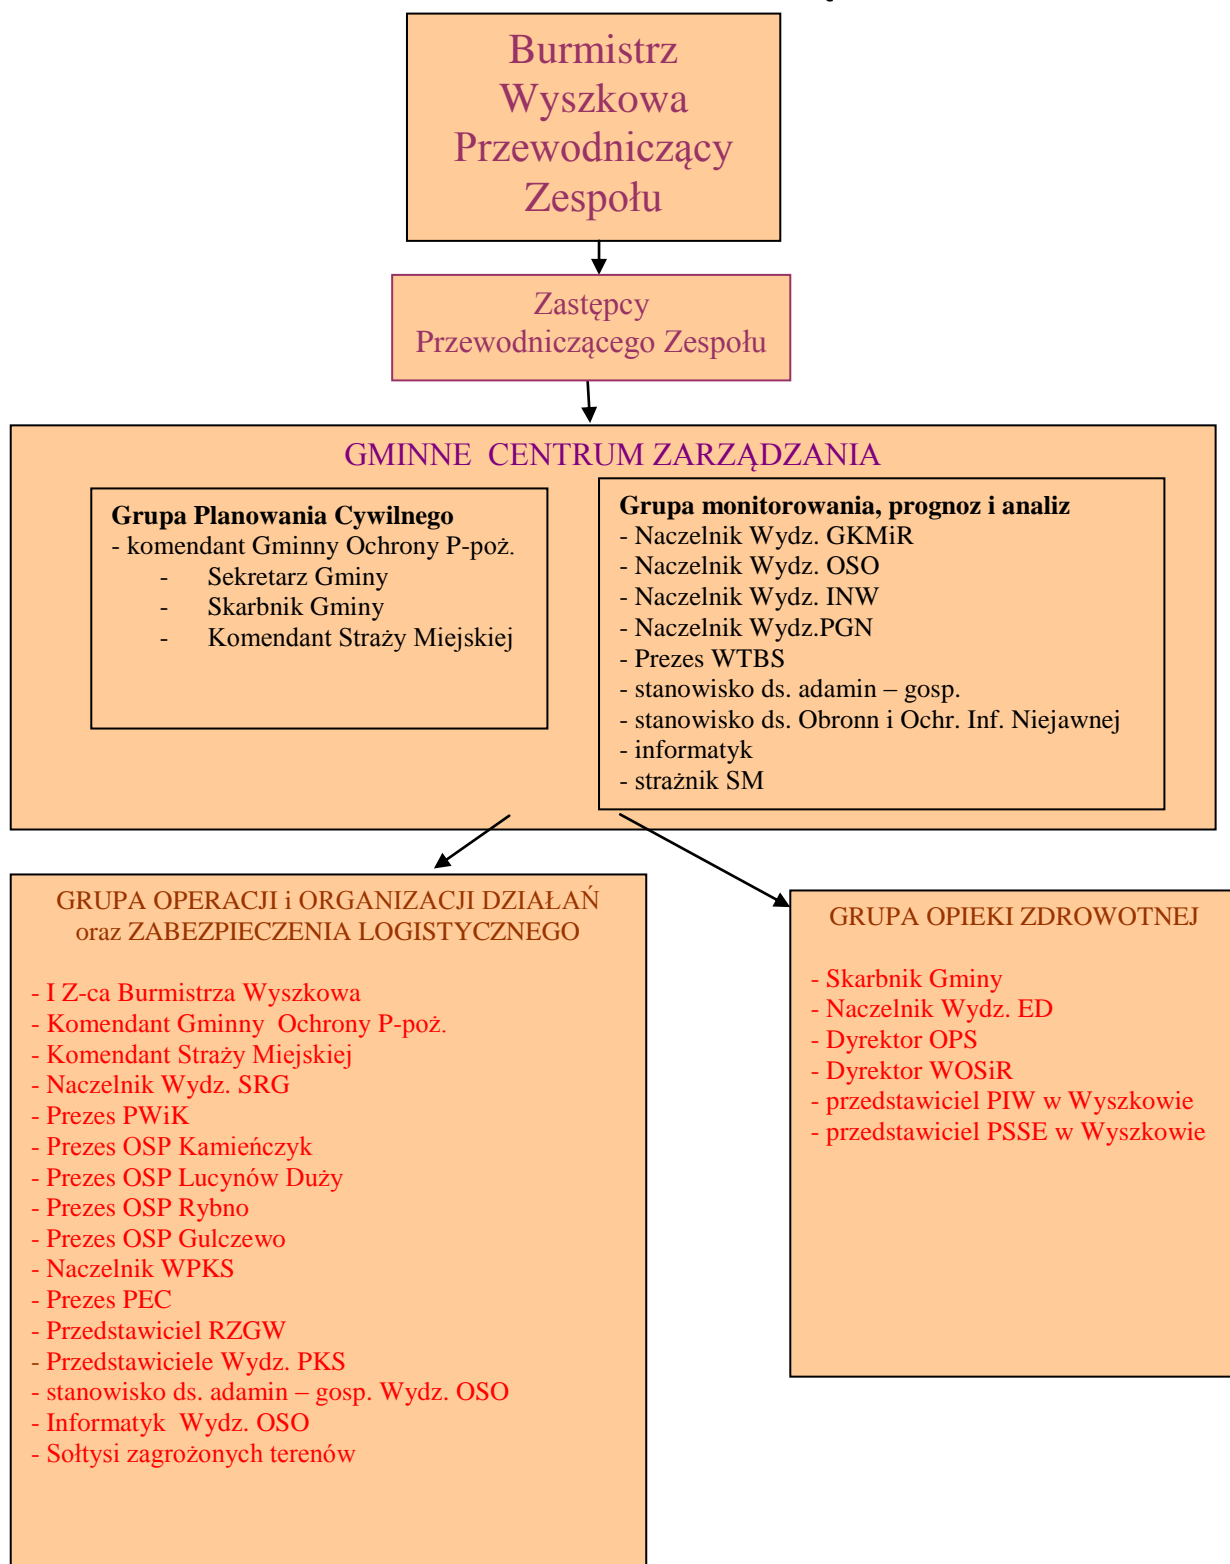 Burmistrz
Wyszkowa
Przewodniczący
Zespołu
Zastępcy
Przewodniczącego Zespołu
GMINNE CENTRUM ZARZĄDZANIA
Grupa Planowania Cywilnego
- komendant Gminny Ochrony P-poż.
- Sekretarz Gminy
- Skarbnik Gminy
- Komendant Straży Miejskiej
Grupa monitorowania, prognoz i analiz
- Naczelnik Wydz. GKMiR
- Naczelnik Wydz. OSO
- Naczelnik Wydz. INW
- Naczelnik Wydz.PGN
- Prezes WTBS
- stanowisko ds. adamin – gosp.
- stanowisko ds. Obronn i Ochr. Inf. Niejawnej
- informatyk
- strażnik SM
GRUPA OPERACJI i ORGANIZACJI DZIAŁAŃ
oraz ZABEZPIECZENIA LOGISTYCZNEGO
- I Z-ca Burmistrza Wyszkowa
- Komendant Gminny Ochrony P-poż.
- Komendant Straży Miejskiej
- Naczelnik Wydz. SRG
- Prezes PWiK
- Prezes OSP Kamieńczyk
- Prezes OSP Lucynów Duży
- Prezes OSP Rybno
- Prezes OSP Gulczewo
- Naczelnik WPKS
- Prezes PEC
- Przedstawiciel RZGW
- Przedstawiciele Wydz. PKS
- stanowisko ds. adamin – gosp. Wydz. OSO
- Informatyk Wydz. OSO
- Sołtysi zagrożonych terenów
GRUPA OPIEKI ZDROWOTNEJ
- Skarbnik Gminy
- Naczelnik Wydz. ED
- Dyrektor OPS
- Dyrektor WOSiR
- przedstawiciel PIW w Wyszkowie
- przedstawiciel PSSE w Wyszkowie